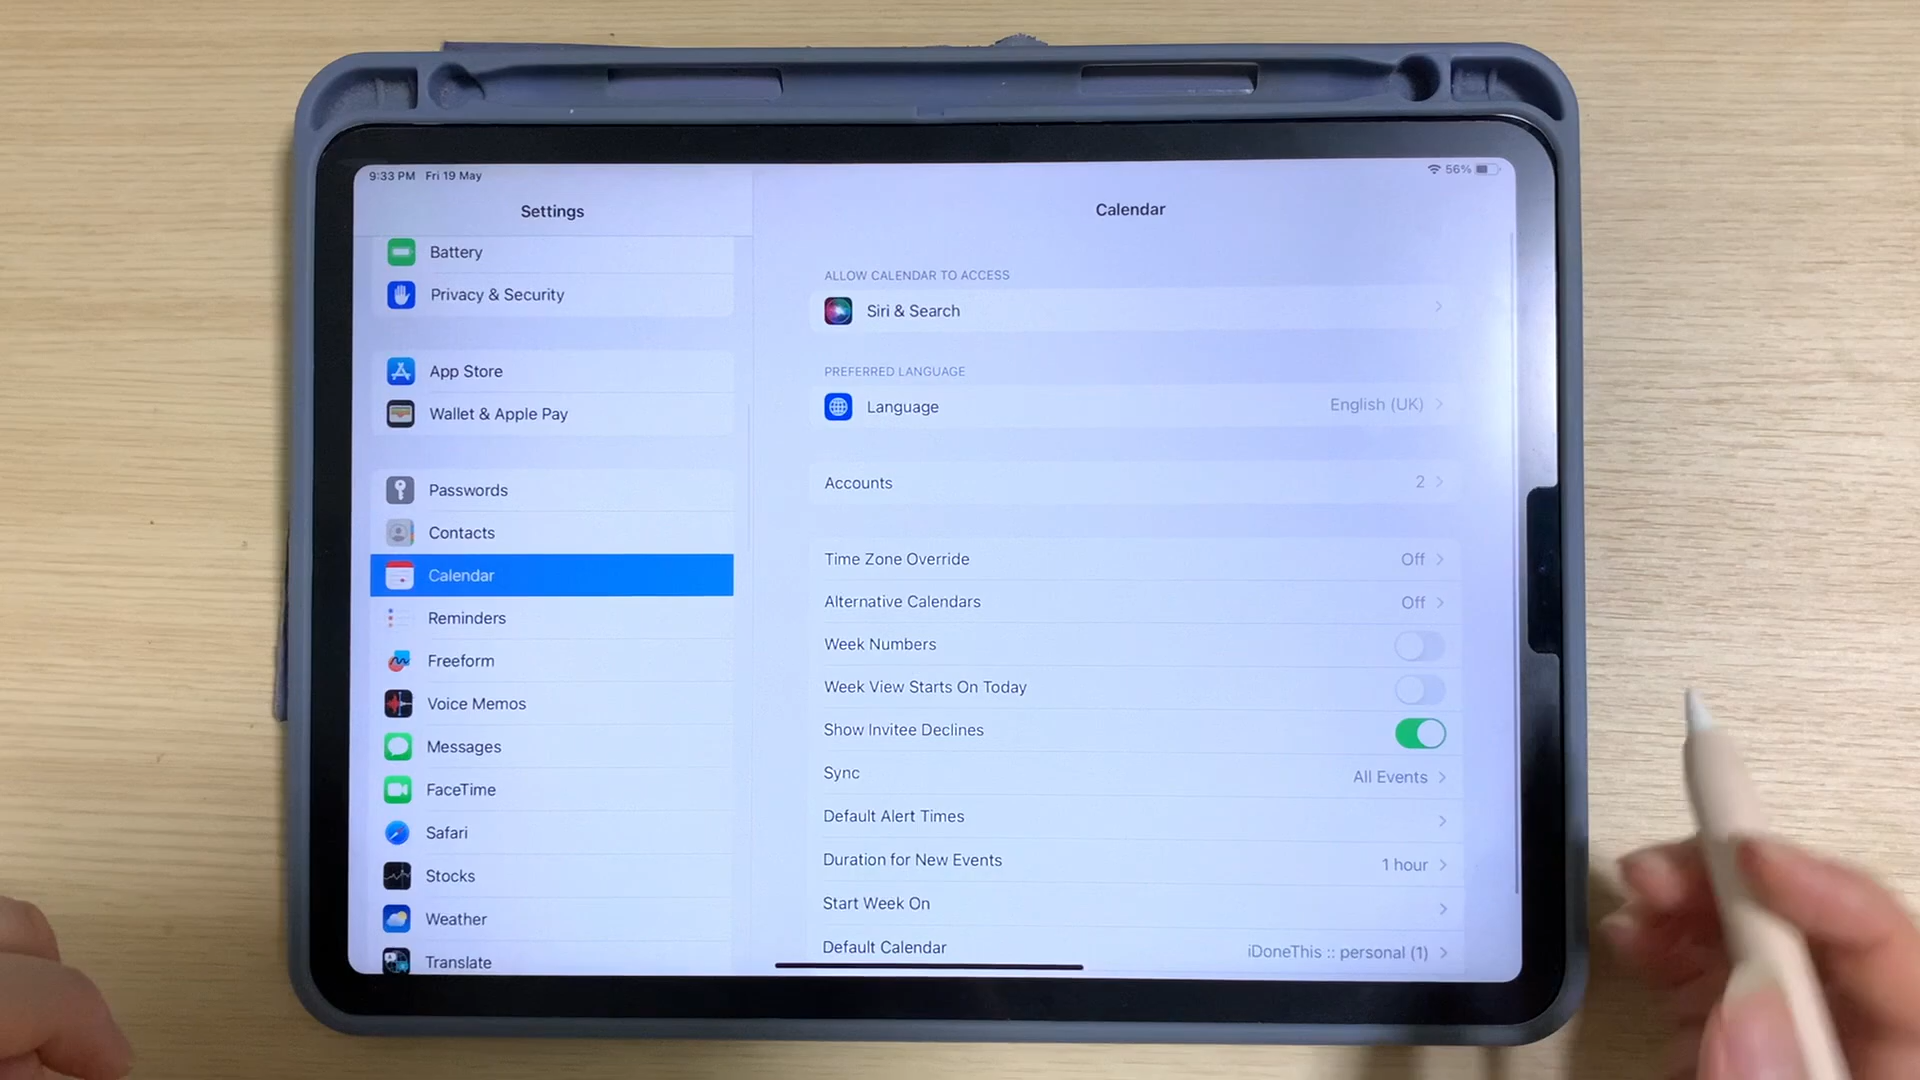 9:33 PM Fri 19 May
56%
Settings
Battery
Privacy & Security
App Store
Wallet & Apple Pay
Passwords
Contacts
Calendar
Reminders
Freeform
Voice Memos
Messages
FaceTime
Safari
Stocks
Weather
Translate
Calendar
ALLOW CALENDAR TO ACCESS
Siri & Search
PREFERRED LANGUAGE
Language English (UK)
Accounts 2
Time Zone Override Off
Alternative Calendars Off
Week Numbers
Week View Starts On Today
Show Invitee Declines
Sync All Events
Default Alert Times
Duration for New Events 1 hour
Start Week On
Default Calendar iDoneThis :: personal (1)